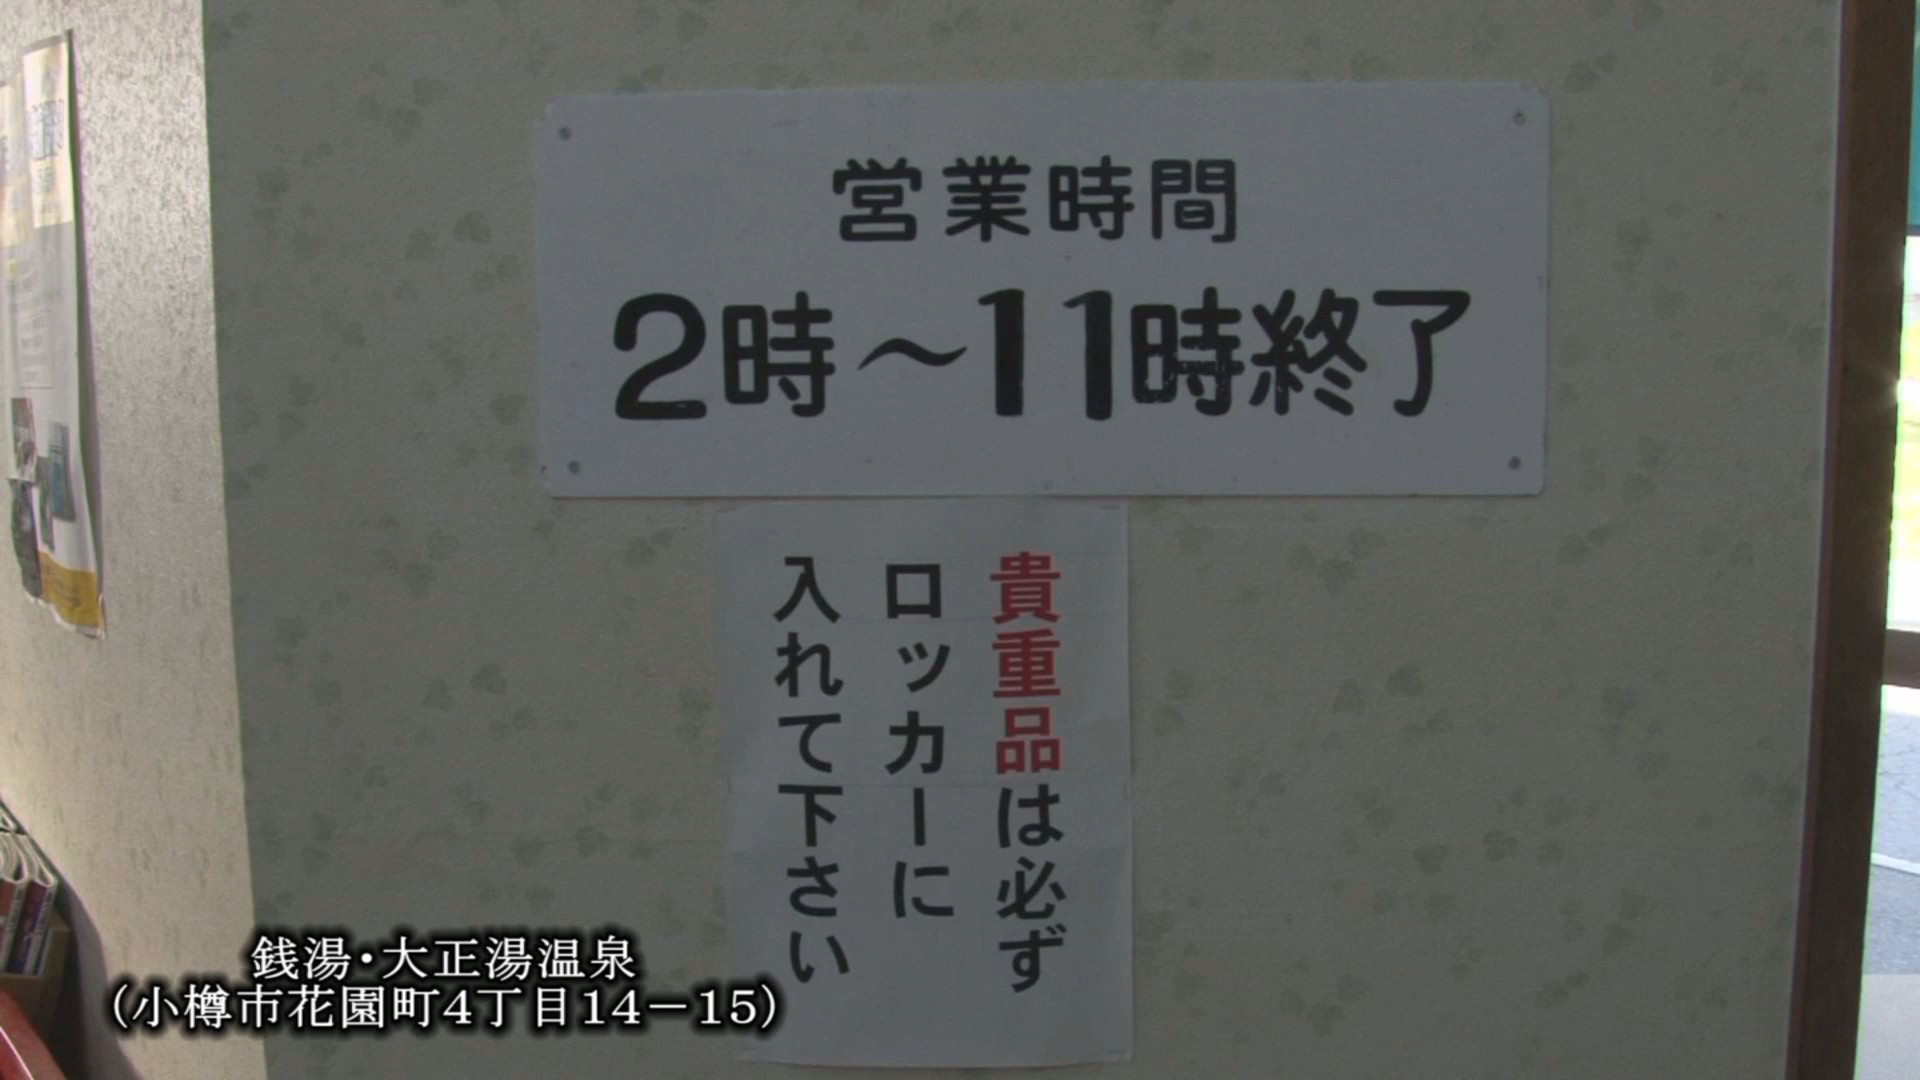 営業時間
2時～11時終了
貴重品は必ず
ロッカーに
入れて下さい
銭湯・大正湯温泉
（小樽市花園町4丁目14－15）